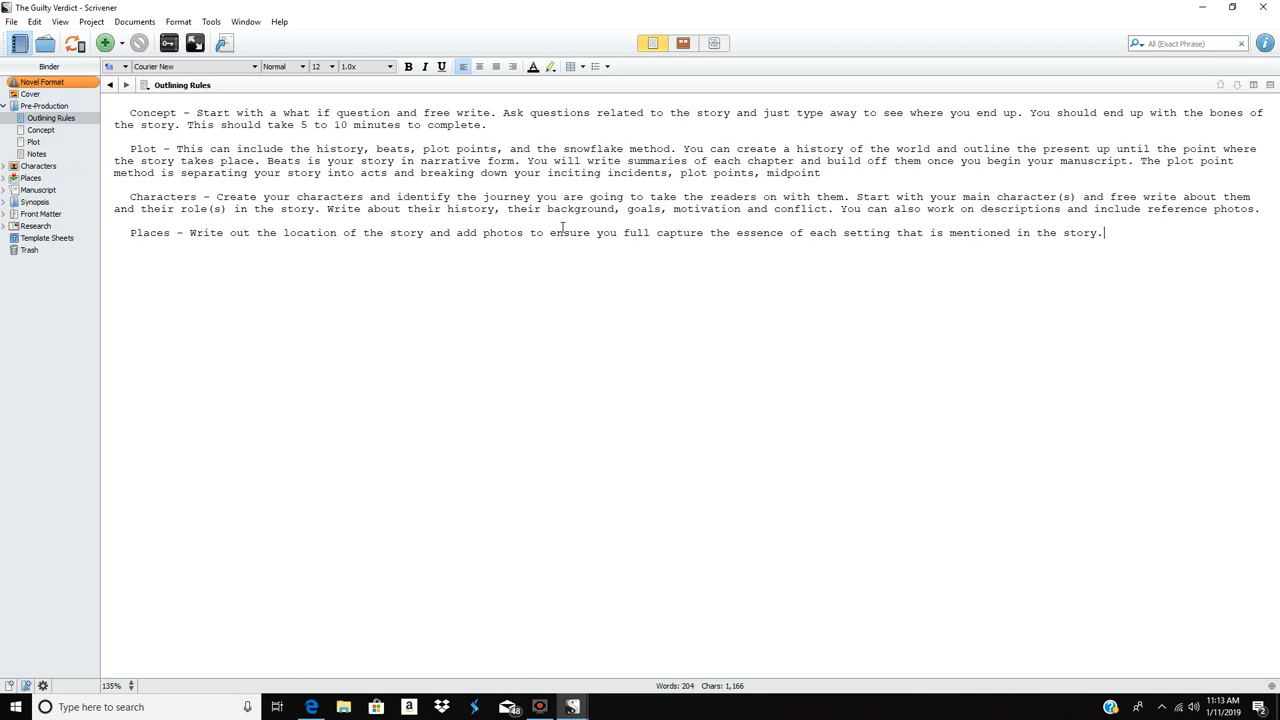 The Guilty Verdict - Scrivener
File Edit View Project Documents Format Tools Window Help
All (Exact Phrase)
Courier New Normal 12 1.0x B I U A
Binder
Outlining Rules
Novel Format
Cover
Pre-Production
Outlining Rules
Concept
Plot
Notes
Characters
Places
Manuscript
Synopsis
Front Matter
Research
Template Sheets
Trash
Concept – Start with a what if question and free write. Ask questions related to the story and just type away to see where you end up. You should end up with the bones of
the story. This should take 5 to 10 minutes to complete.
Plot – This can include the history, beats, plot points, and the snowflake method. You can create a history of the world and outline the present up until the point where
the story takes place. Beats is your story in narrative form. You will write summaries of each chapter and build off them once you begin your manuscript. The plot point
method is separating your story into acts and breaking down your inciting incidents, plot points, midpoint
Characters – Create your characters and identify the journey you are going to take the readers on with them. Start with your main character(s) and free write about them
and their role(s) in the story. Write about their history, their background, goals, motivation and conflict. You can also work on descriptions and include reference photos.
Places – Write out the location of the story and add photos to ensure you full capture the essence of each setting that is mentioned in the story.
135%
Words: 204 Chars: 1,166
Type here to search
48
11:13 AM
1/11/2019
2